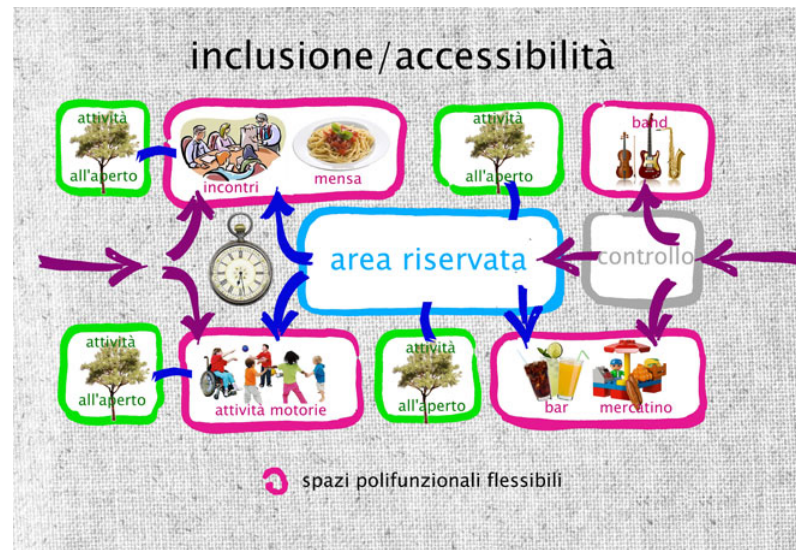 inclusione/accessibilità
attività
all'aperto
incontri
mensa
attività
all'aperto
band
area riservata
controllo
attività
all'aperto
attività motorie
attività
all'aperto
bar
mercatino
spazi polifunzionali flessibili